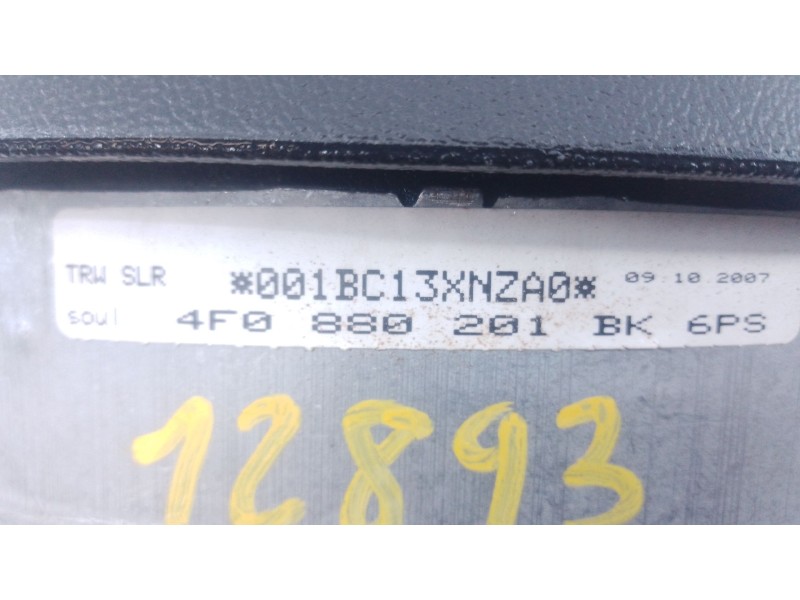 TRW SLR *001BC13XNZA0* 09.10.2007
soul 4F0 880 201 BK 6PS
12893